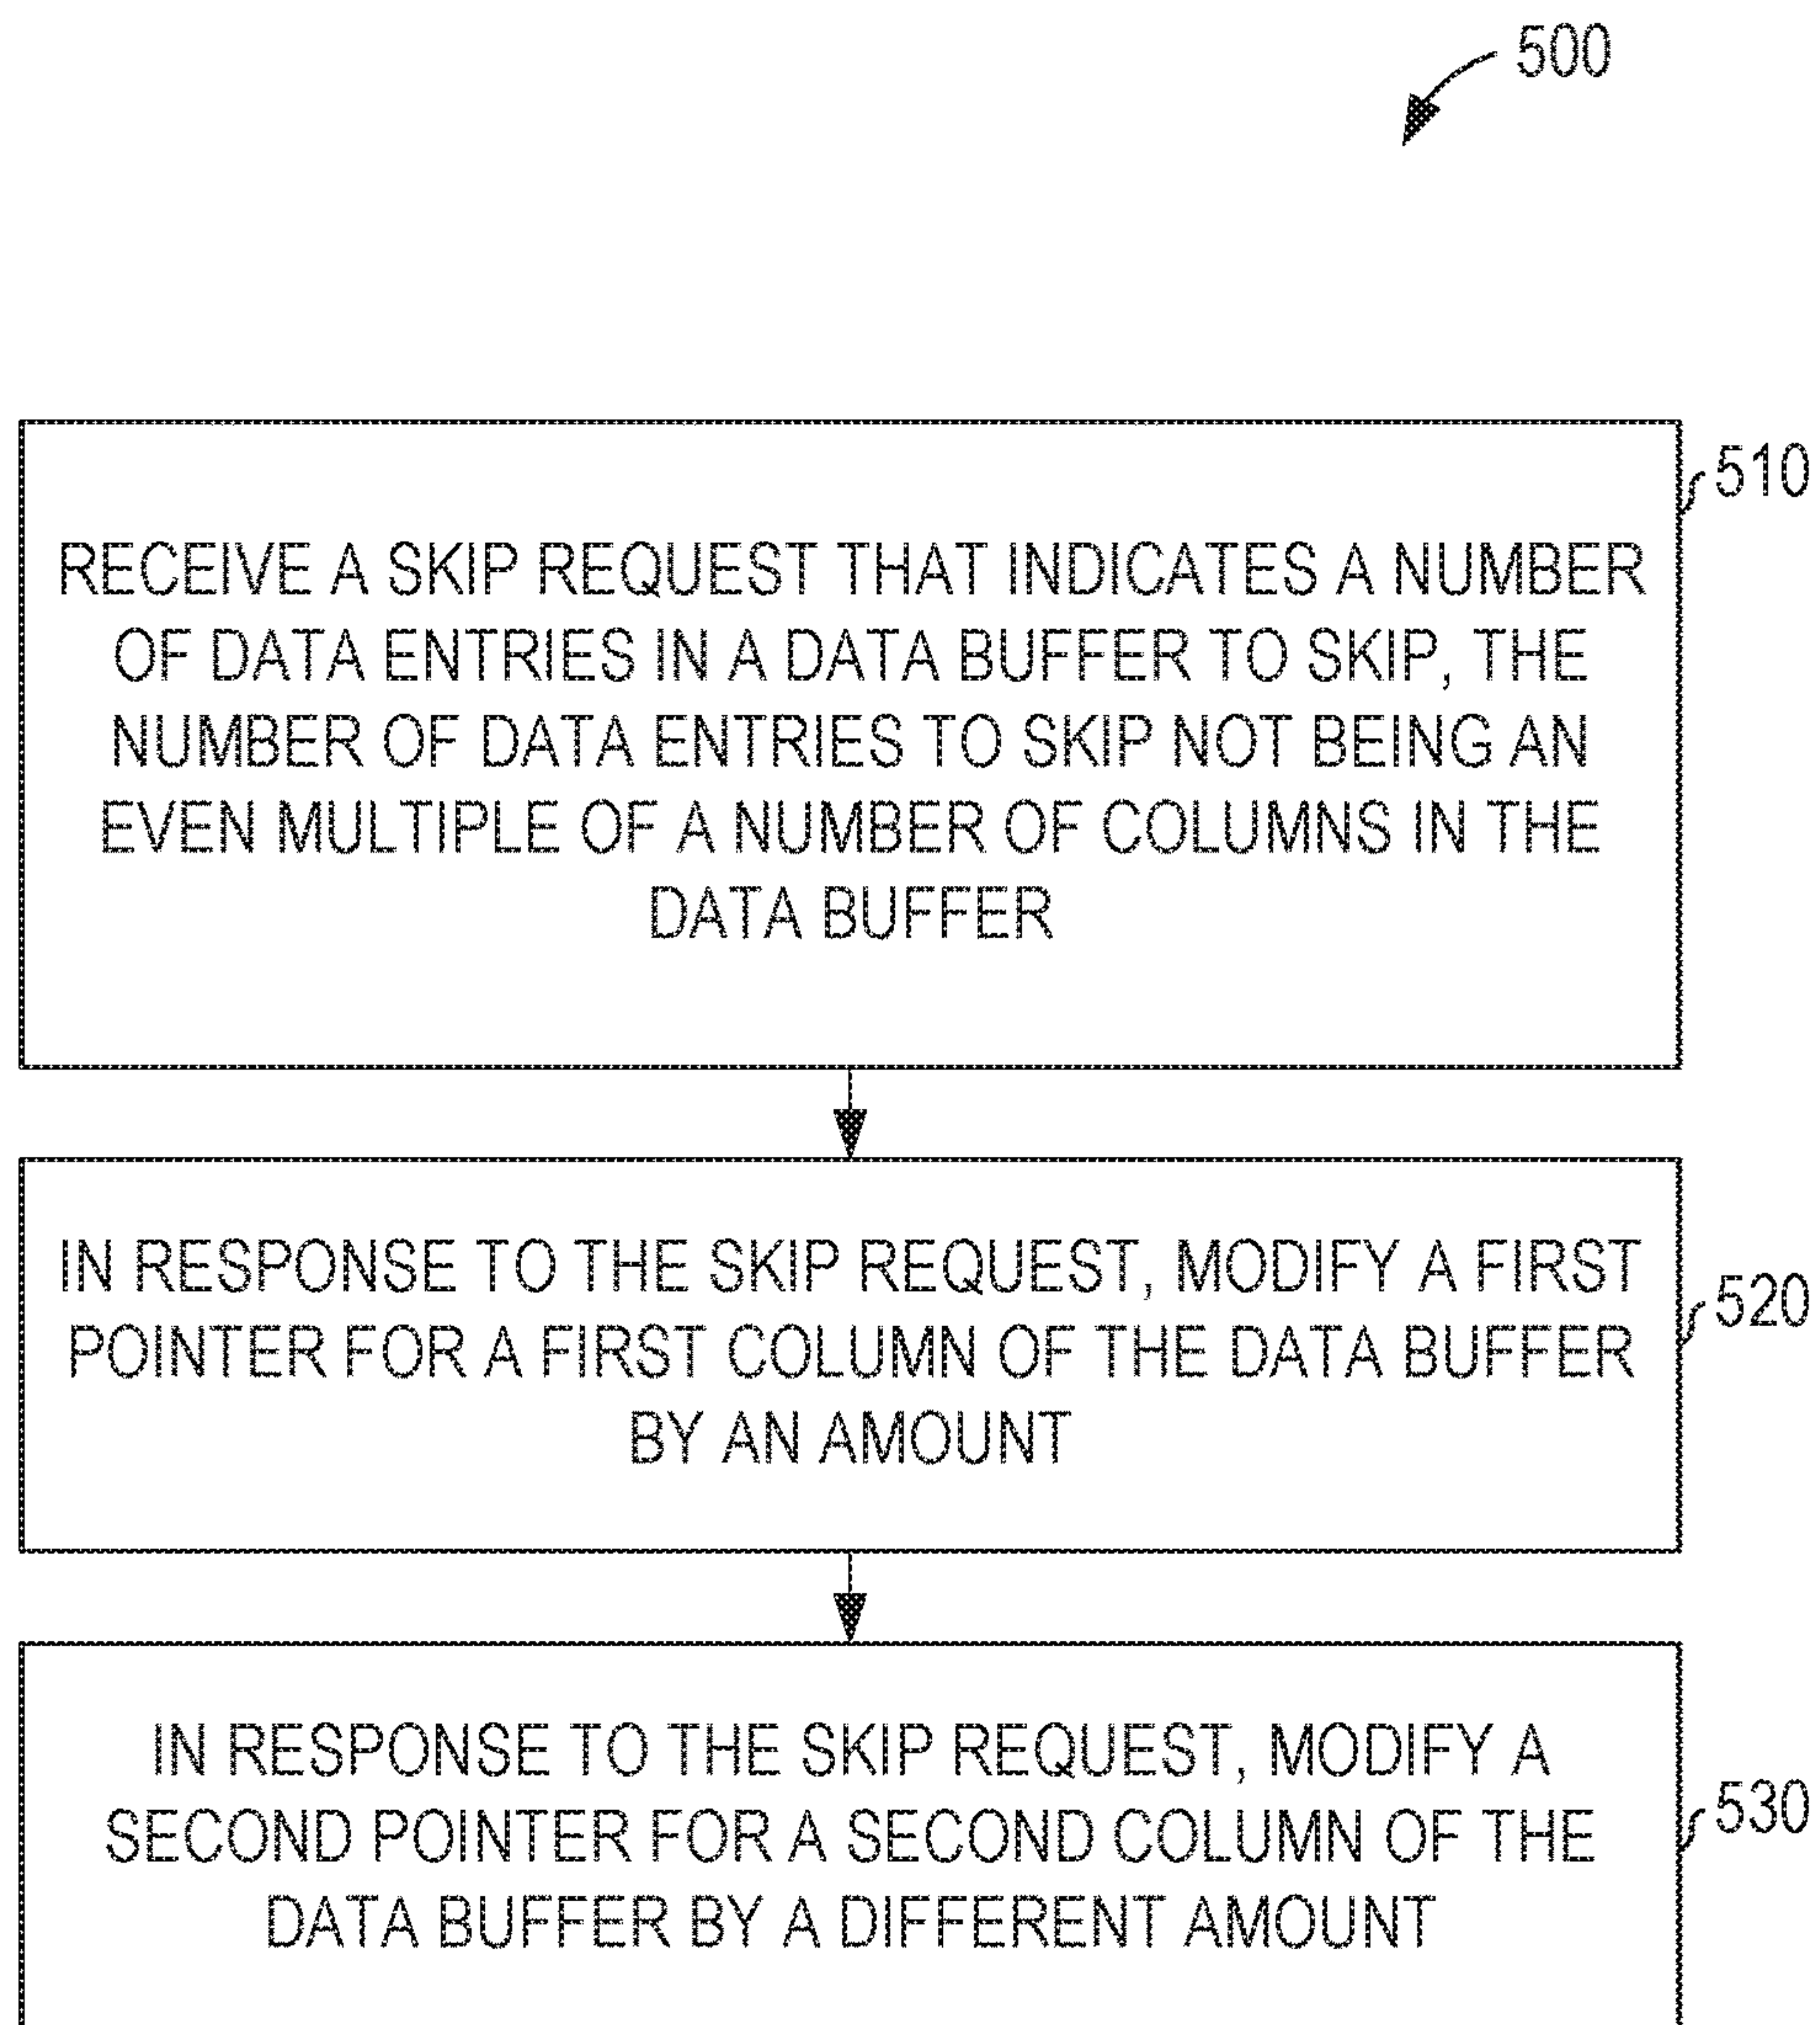 500
510
RECEIVE A SKIP REQUEST THAT INDICATES A NUMBER
OF DATA ENTRIES IN A DATA BUFFER TO SKIP, THE
NUMBER OF DATA ENTRIES TO SKIP NOT BEING AN
EVEN MULTIPLE OF A NUMBER OF COLUMNS IN THE
DATA BUFFER
IN RESPONSE TO THE SKIP REQUEST, MODIFY A FIRST
520
POINTER FOR A FIRST COLUMN OF THE DATA BUFFER
BY AN AMOUNT
IN RESPONSE TO THE SKIP REQUEST, MODIFY A
530
SECOND POINTER FOR A SECOND COLUMN OF THE
DATA BUFFER BY A DIFFERENT AMOUNT